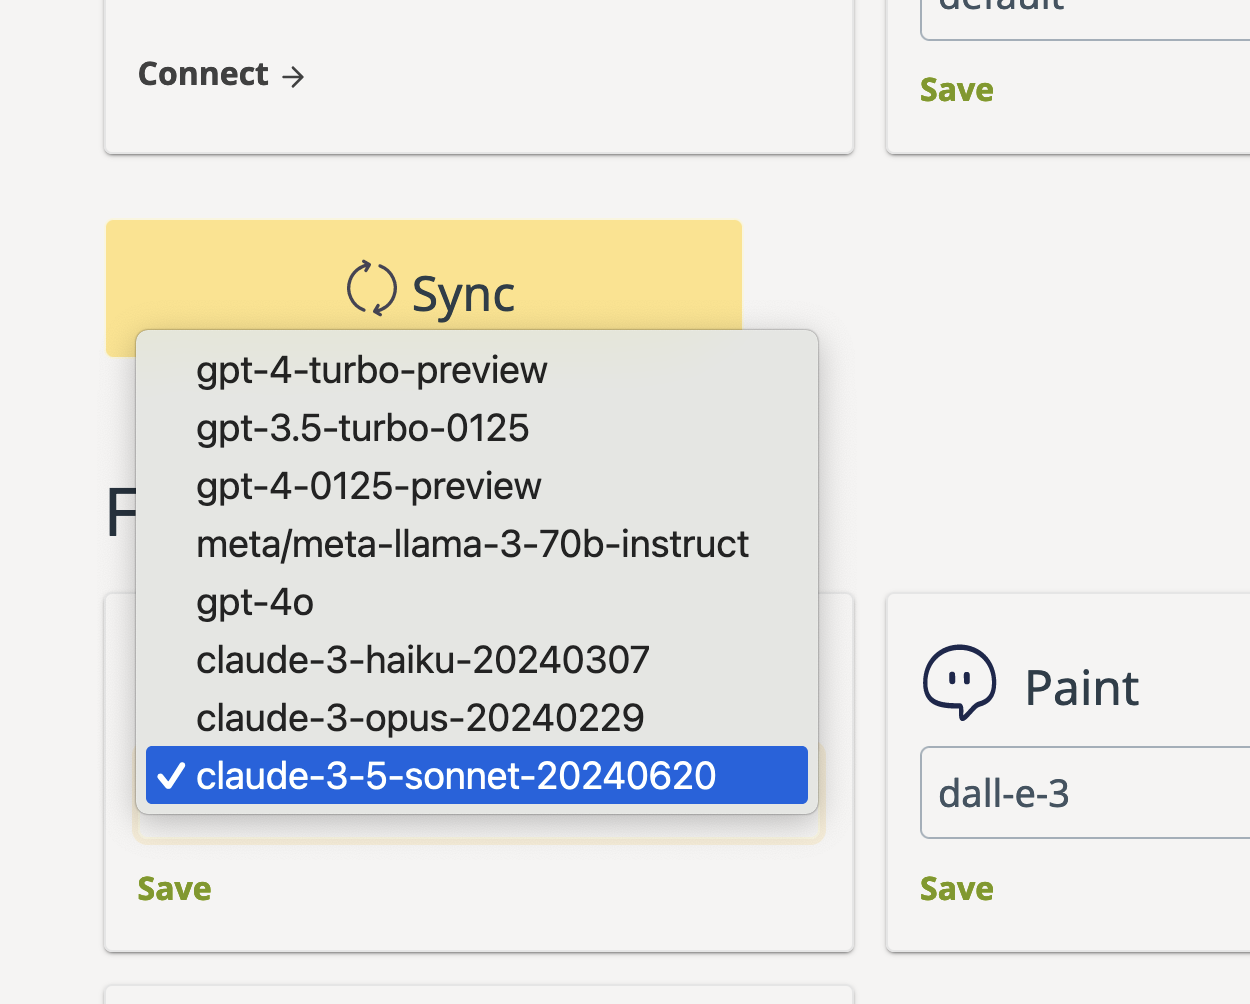 default
Connect →
Save
Sync
gpt-4-turbo-preview
gpt-3.5-turbo-0125
gpt-4-0125-preview
meta/meta-llama-3-70b-instruct
gpt-4o
claude-3-haiku-20240307
claude-3-opus-20240229
✓ claude-3-5-sonnet-20240620
Save
Paint
dall-e-3
Save